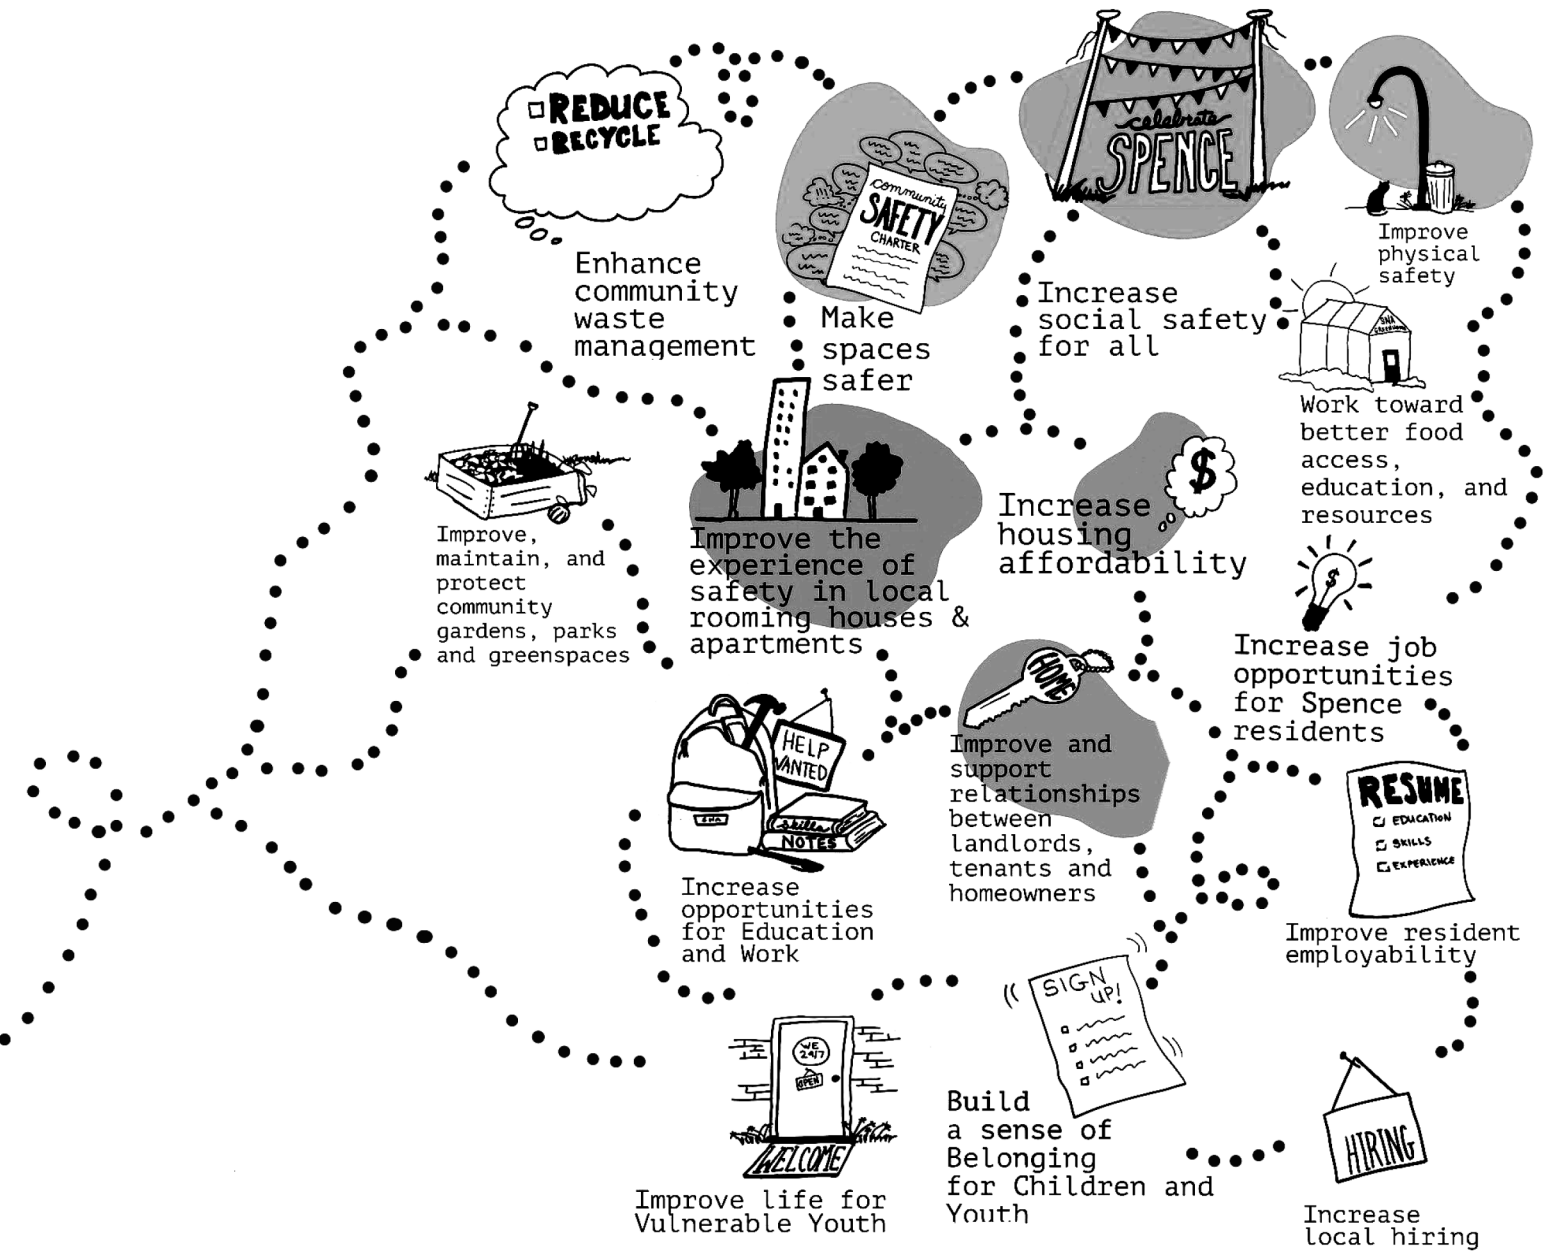 REDUCE
RECYCLE
Enhance
community
waste
management
community
SAFETY
CHARTER
Make
spaces
safer
celebrate
SPENCE
Increase
social safety
for all
Improve
physical
safety
SNA
GREENHOUSE
Work toward
better food
access,
education, and
resources
Improve,
maintain, and
protect
community
gardens, parks
and greenspaces
Improve the
experience of
safety in local
rooming houses &
apartments
$
Increase
housing
affordability
$
Increase job
opportunities
for Spence
residents
HELP
WANTED
SNA
Skills
NOTES
Increase
opportunities
for Education
and Work
HOME
Improve and
support
relationships
between
landlords,
tenants and
homeowners
RESUME
EDUCATION
SKILLS
EXPERIENCE
Improve resident
employability
WE
24/7
OPEN
WELCOME
Improve life for
Vulnerable Youth
SIGN
UP!
Build
a sense of
Belonging
for Children and
Youth
HIRING
Increase
local hiring